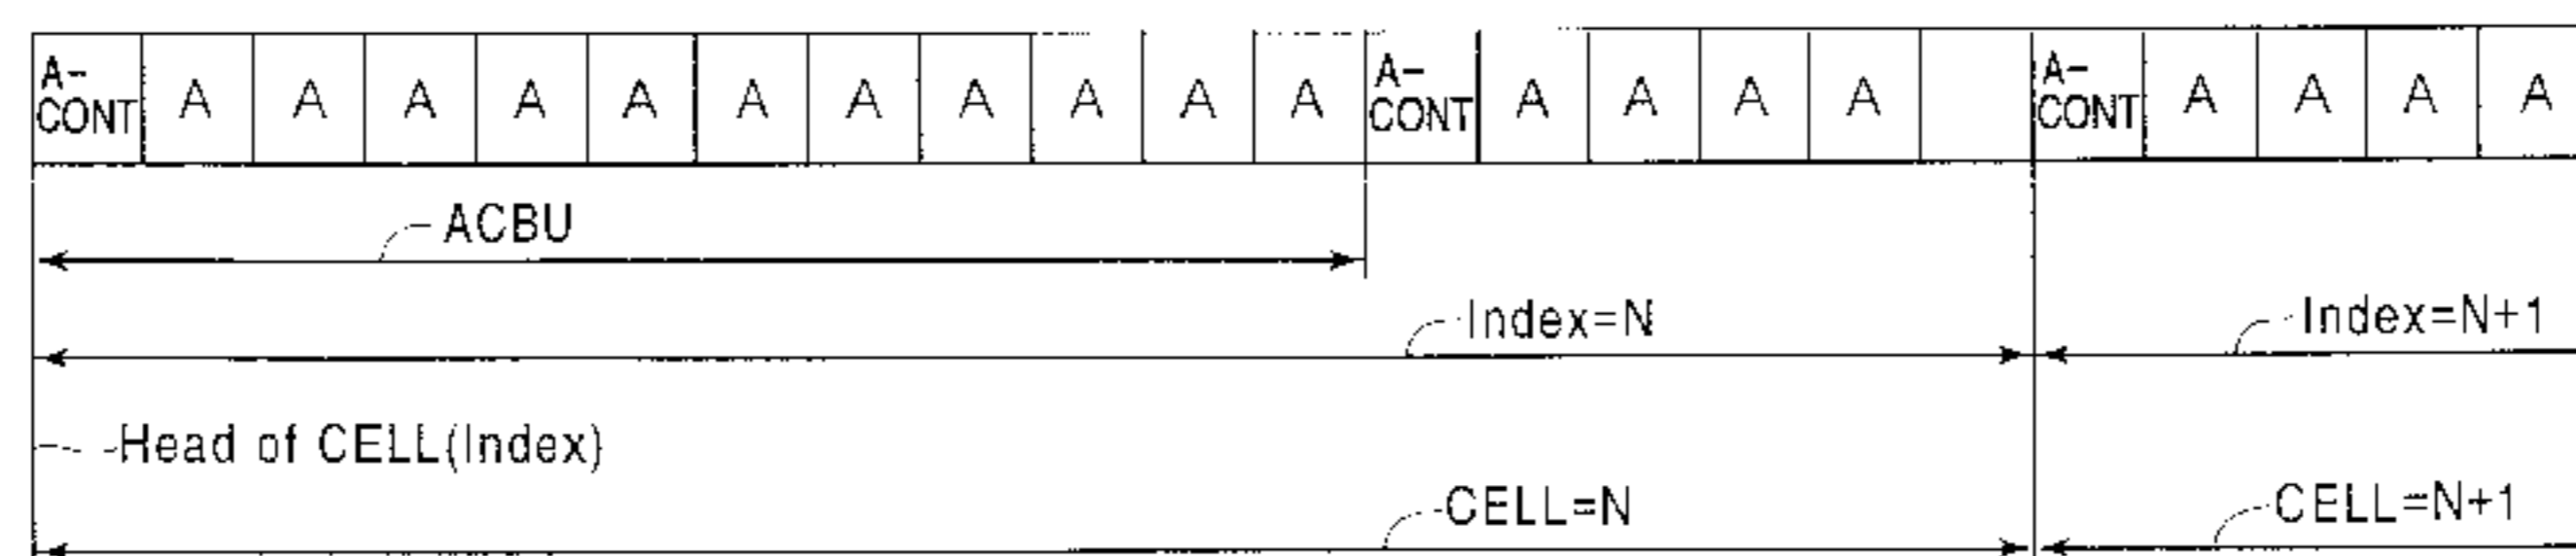 A-CONT A A A A A A A A A A A A-CONT A A A A A-CONT A A A A
ACBU
Index=N Index=N+1
Head of CELL(Index)
CELL=N CELL=N+1